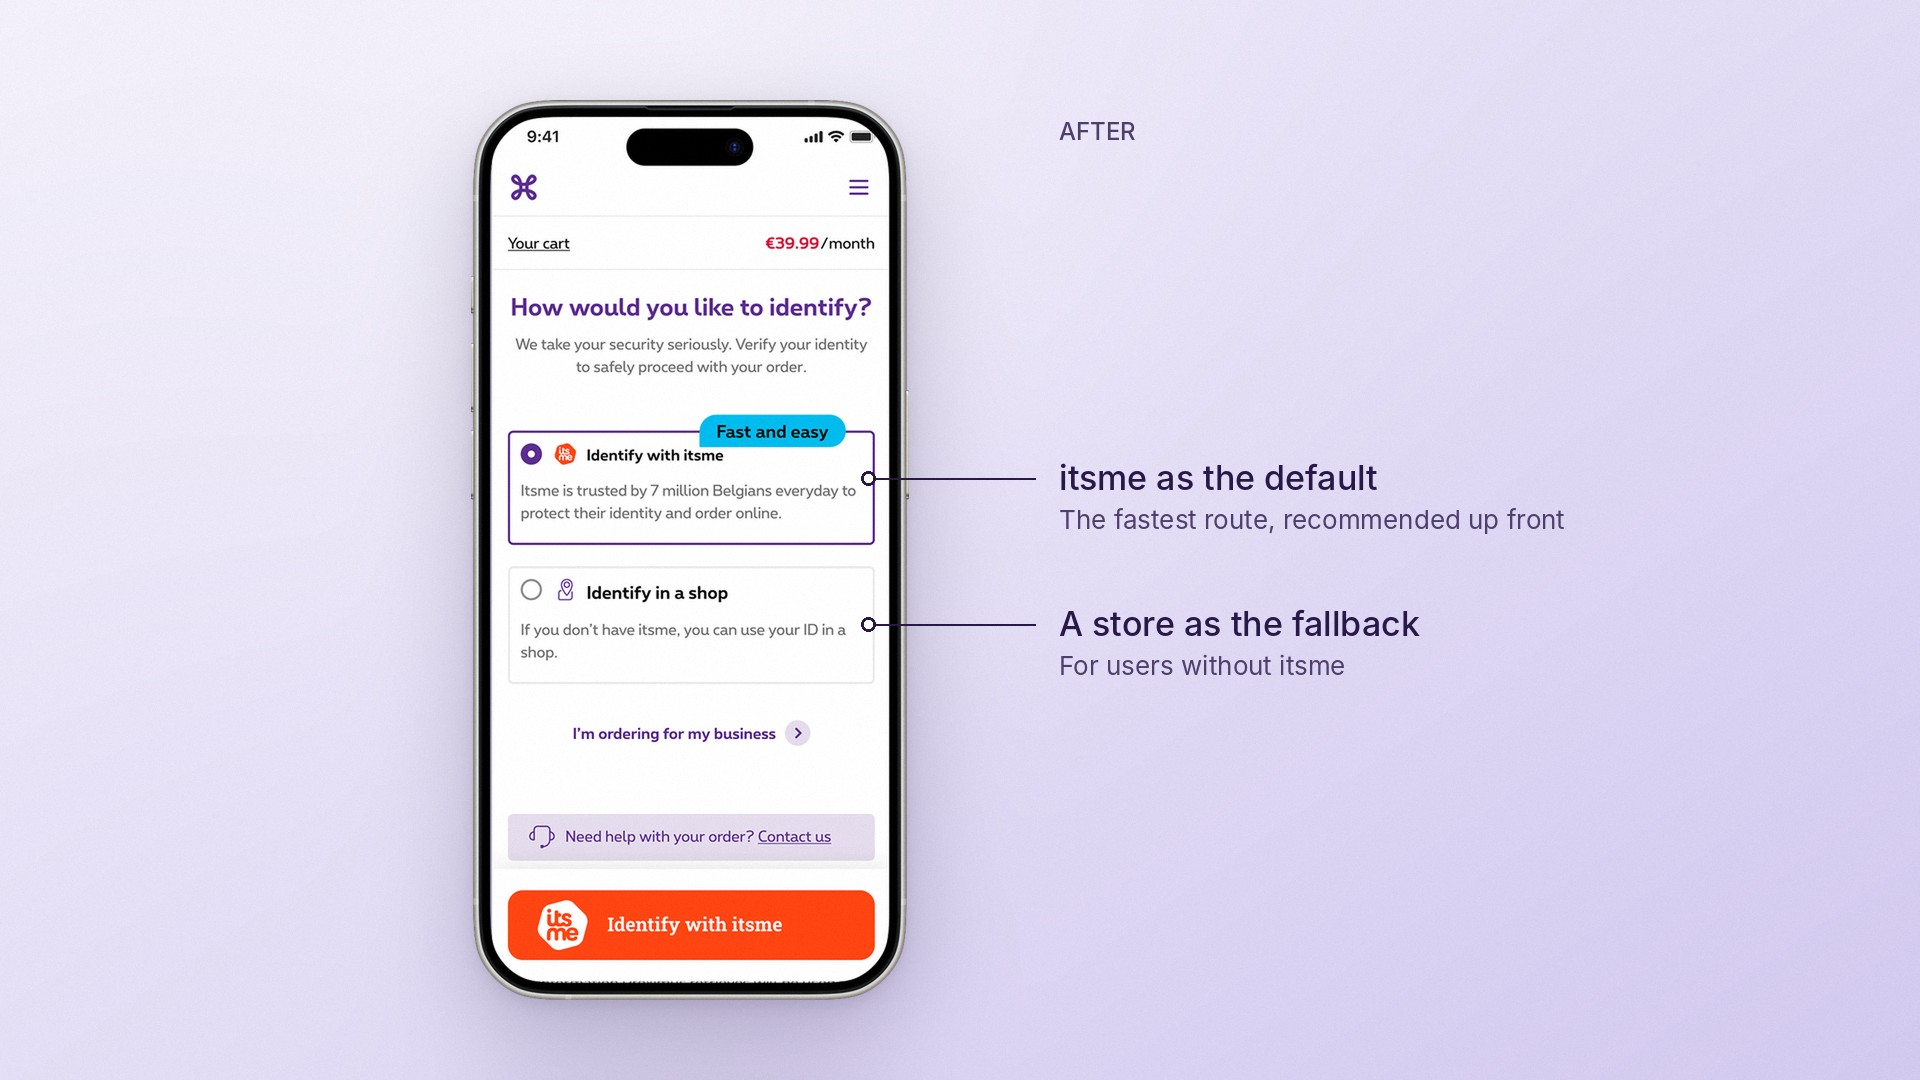 9:41
AFTER
Your cart
€39.99/month
How would you like to identify?
We take your security seriously. Verify your identity
to safely proceed with your order.
Fast and easy
its
me
Identify with itsme
Itsme is trusted by 7 million Belgians everyday to
protect their identity and order online.
itsme as the default
The fastest route, recommended up front
Identify in a shop
If you don't have itsme, you can use your ID in a
shop.
A store as the fallback
For users without itsme
I'm ordering for my business
Need help with your order? Contact us
its
me
Identify with itsme